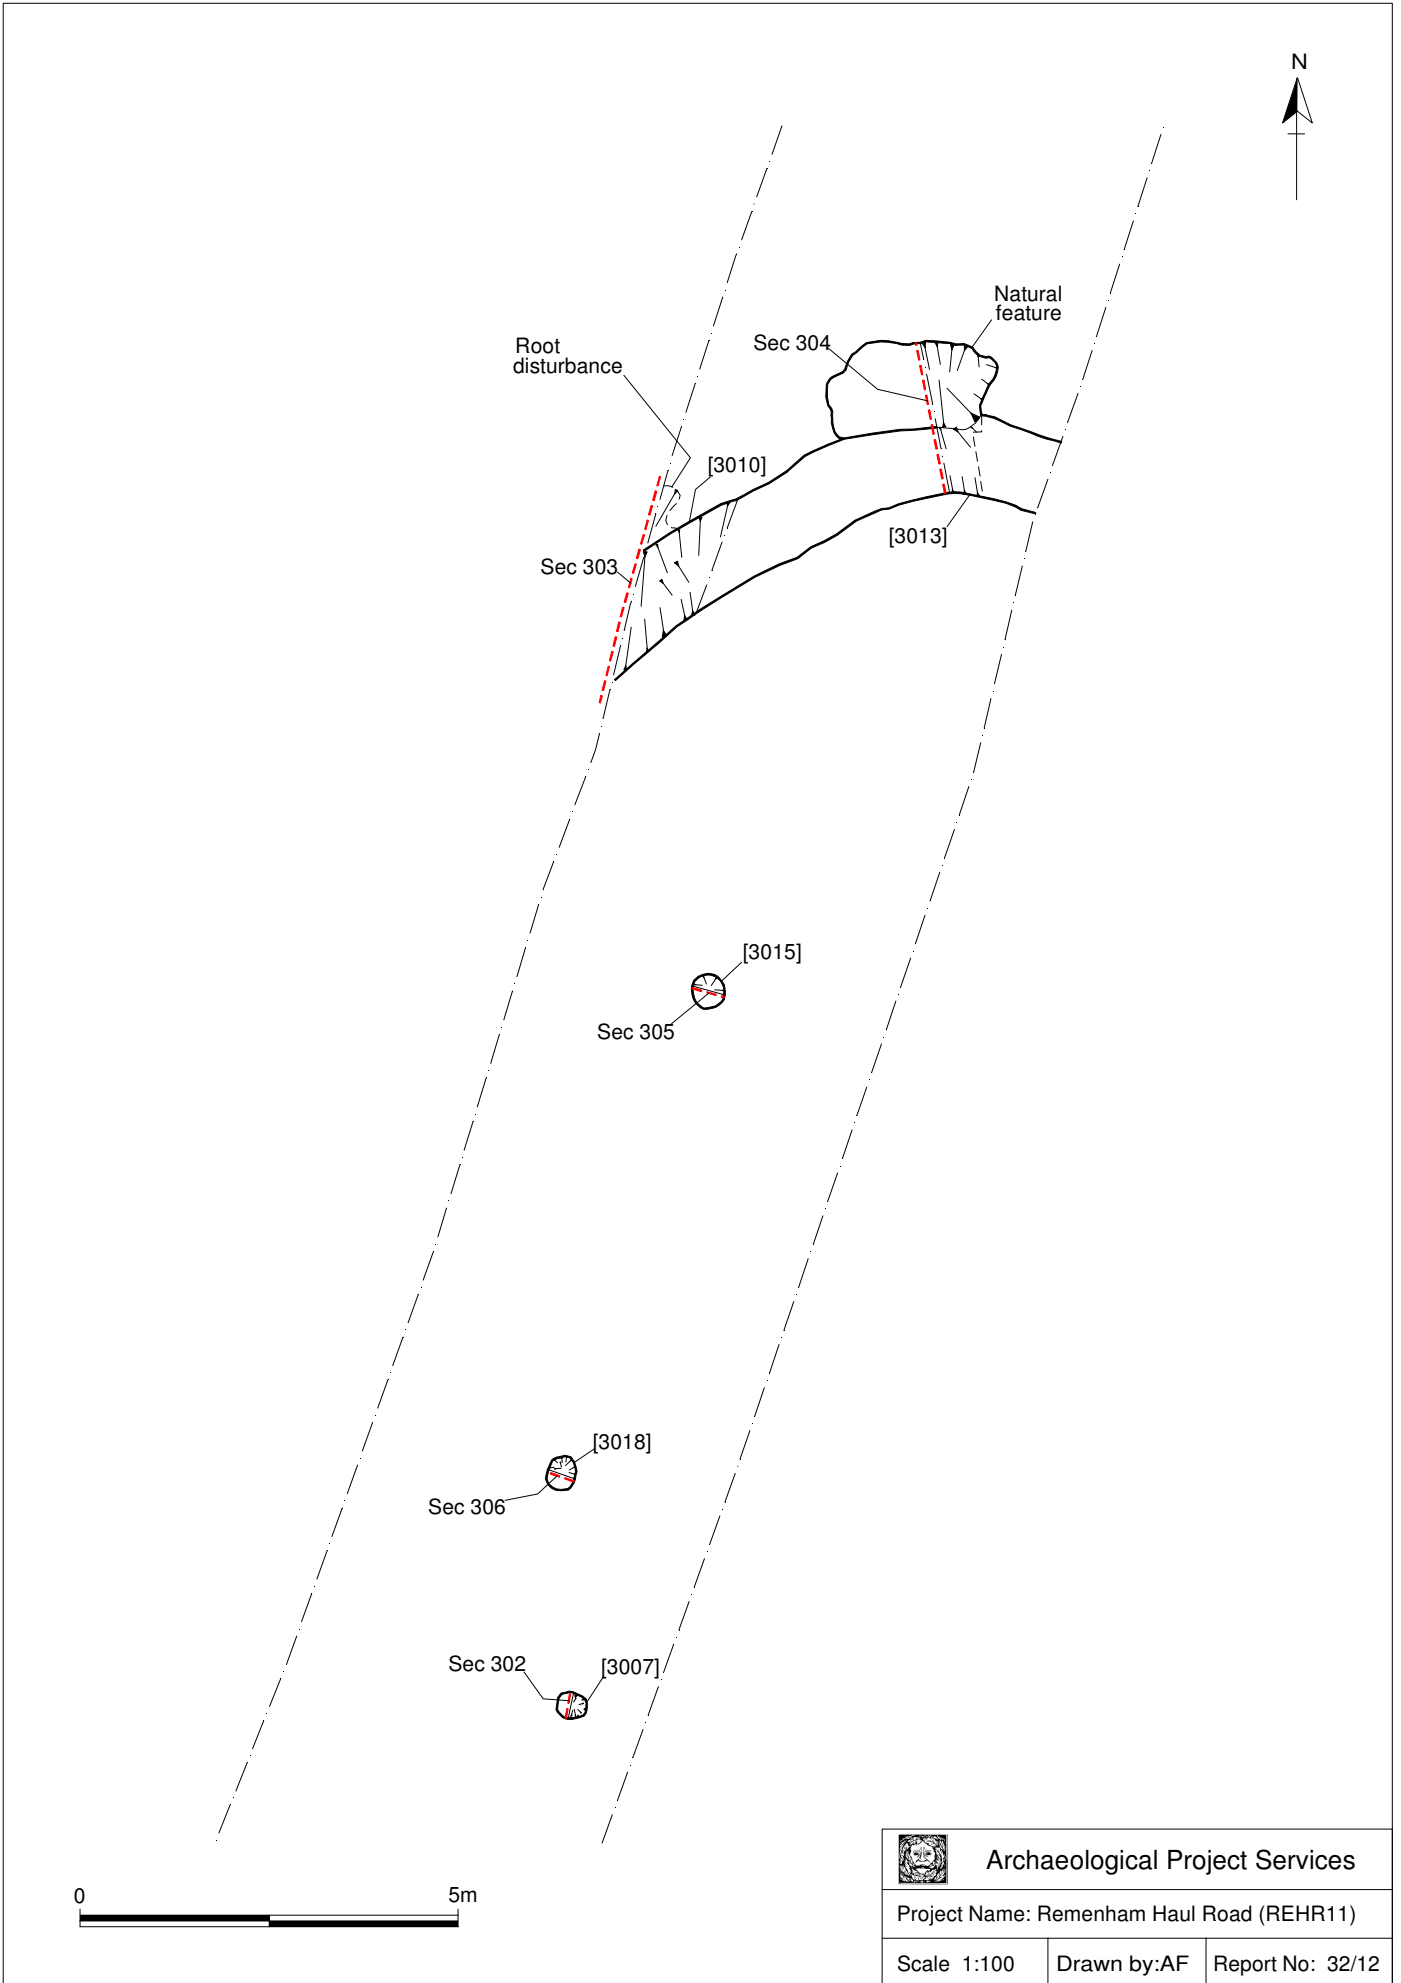 N
Natural
feature
Sec 304
Root
disturbance
[3010]
[3013]
Sec 303
[3015]
Sec 305
[3018]
Sec 306
Sec 302
[3007]
0 5m
Archaeological Project Services
Project Name: Remenham Haul Road (REHR11)
Scale 1:100 Drawn by:AF Report No: 32/12